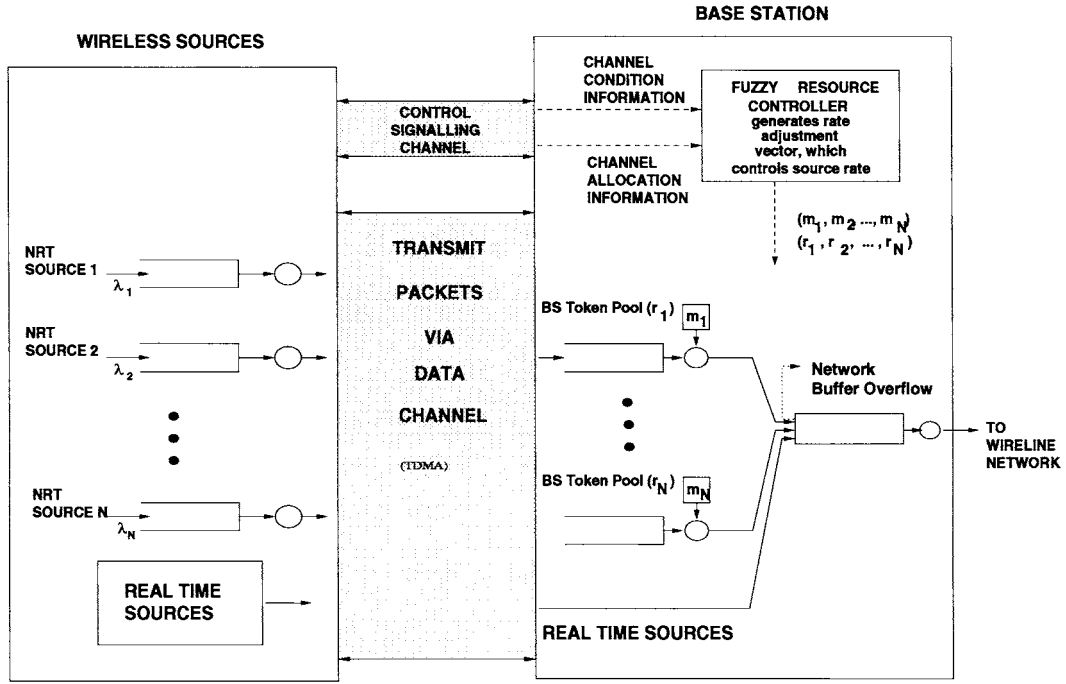 BASE STATION
WIRELESS SOURCES
CHANNEL
CONDITION
INFORMATION
FUZZY RESOURCE
CONTROLLER
generates rate
adjustment
vector, which
controls source rate
CONTROL
SIGNALLING
CHANNEL
CHANNEL
ALLOCATION
INFORMATION
(m1, m2 ..., mN)
(r1, r2, ..., rN)
NRT
SOURCE 1
λ1
NRT
SOURCE 2
λ2
NRT
SOURCE N
λN
REAL TIME
SOURCES
TRANSMIT
PACKETS
VIA
DATA
CHANNEL
(TDMA)
BS Token Pool (r1)
m1
Network
Buffer Overflow
BS Token Pool (rN)
mN
TO
WIRELINE
NETWORK
REAL TIME SOURCES